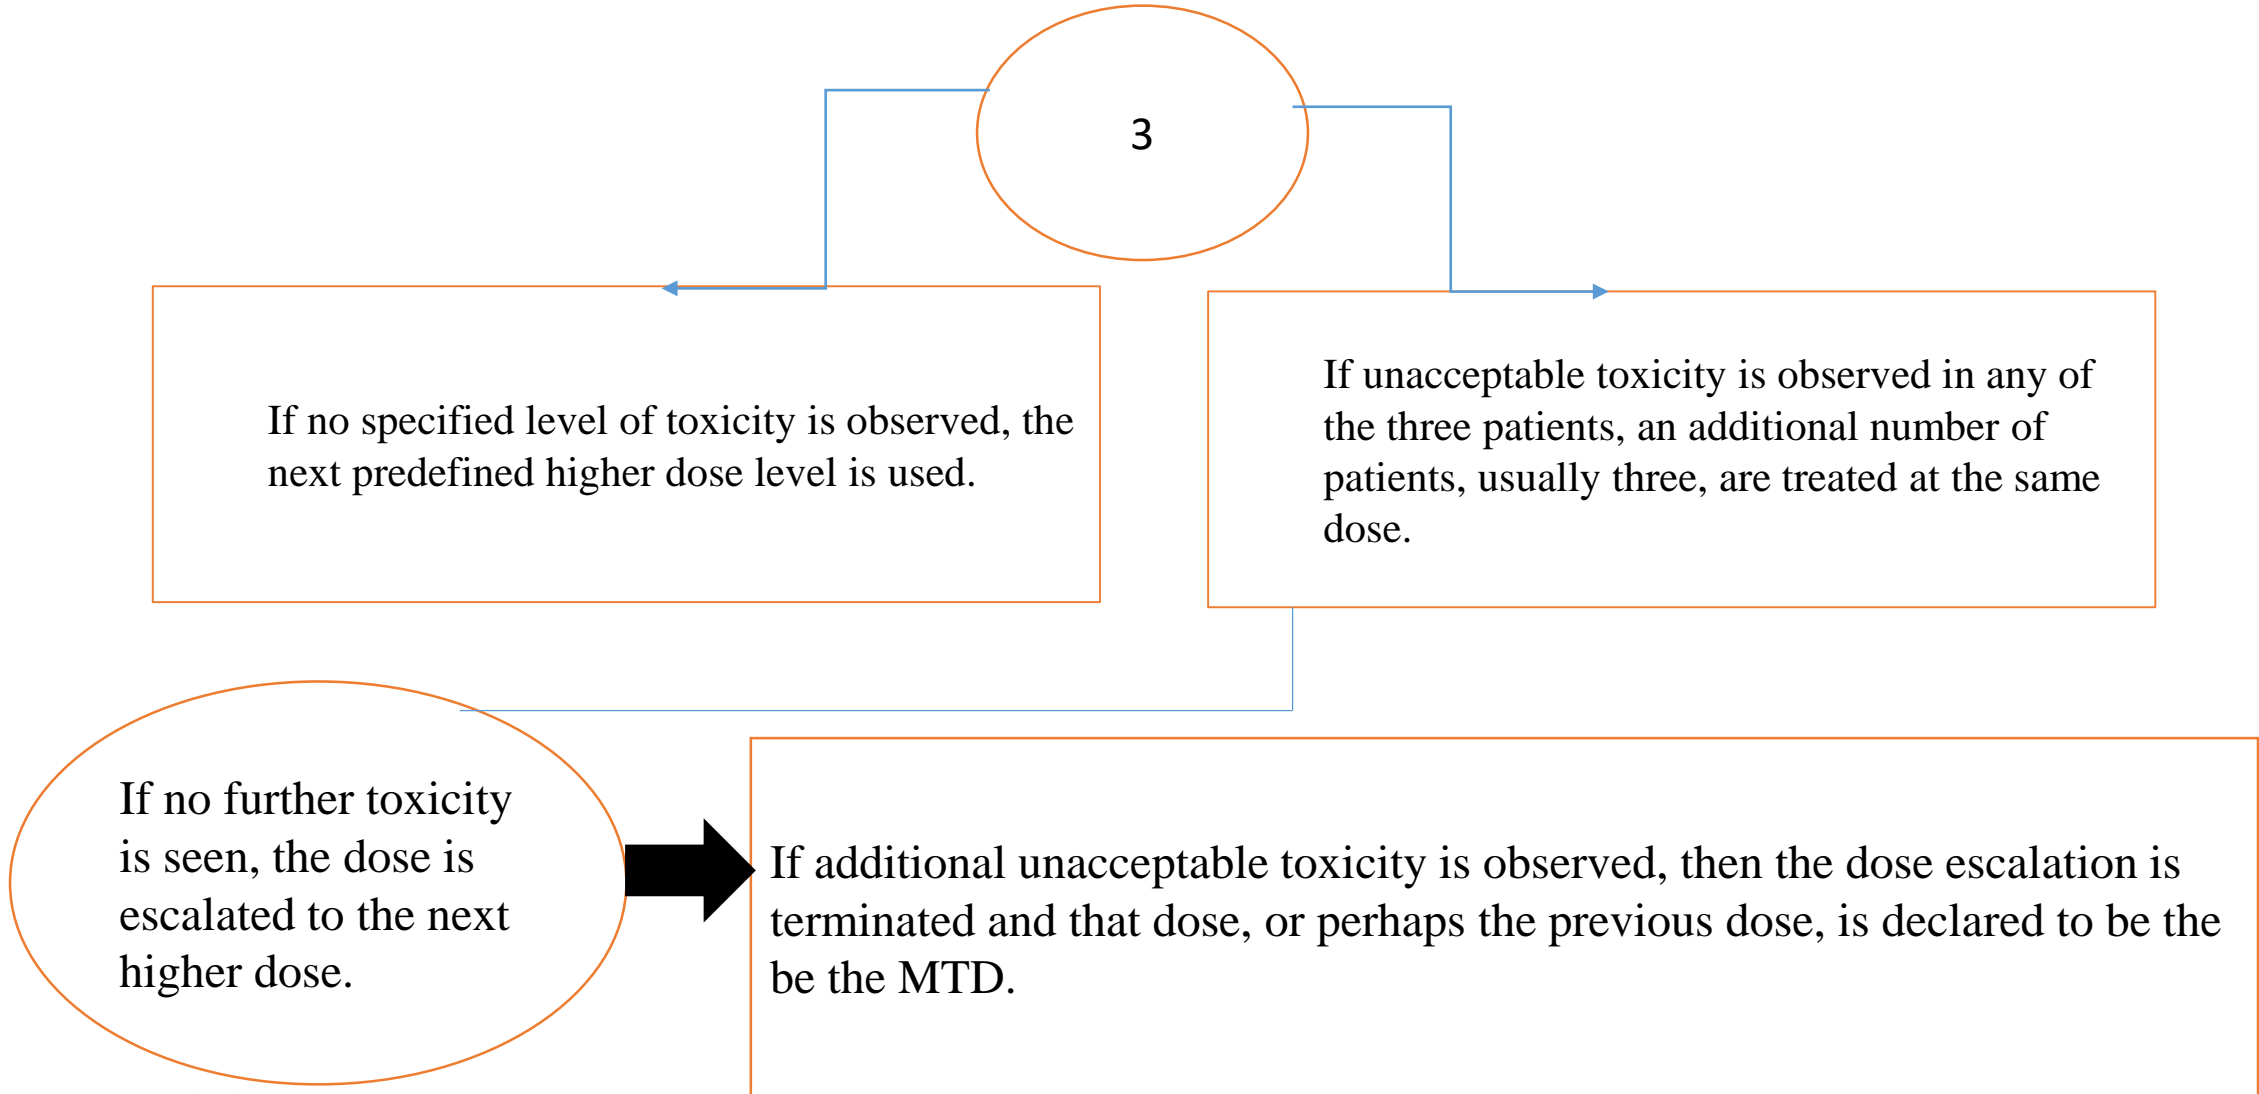 3
If no specified level of toxicity is observed, the
next predefined higher dose level is used.
If unacceptable toxicity is observed in any of
the three patients, an additional number of
patients, usually three, are treated at the same
dose.
If no further toxicity
is seen, the dose is
escalated to the next
higher dose.
If additional unacceptable toxicity is observed, then the dose escalation is
terminated and that dose, or perhaps the previous dose, is declared to be the
be the MTD.